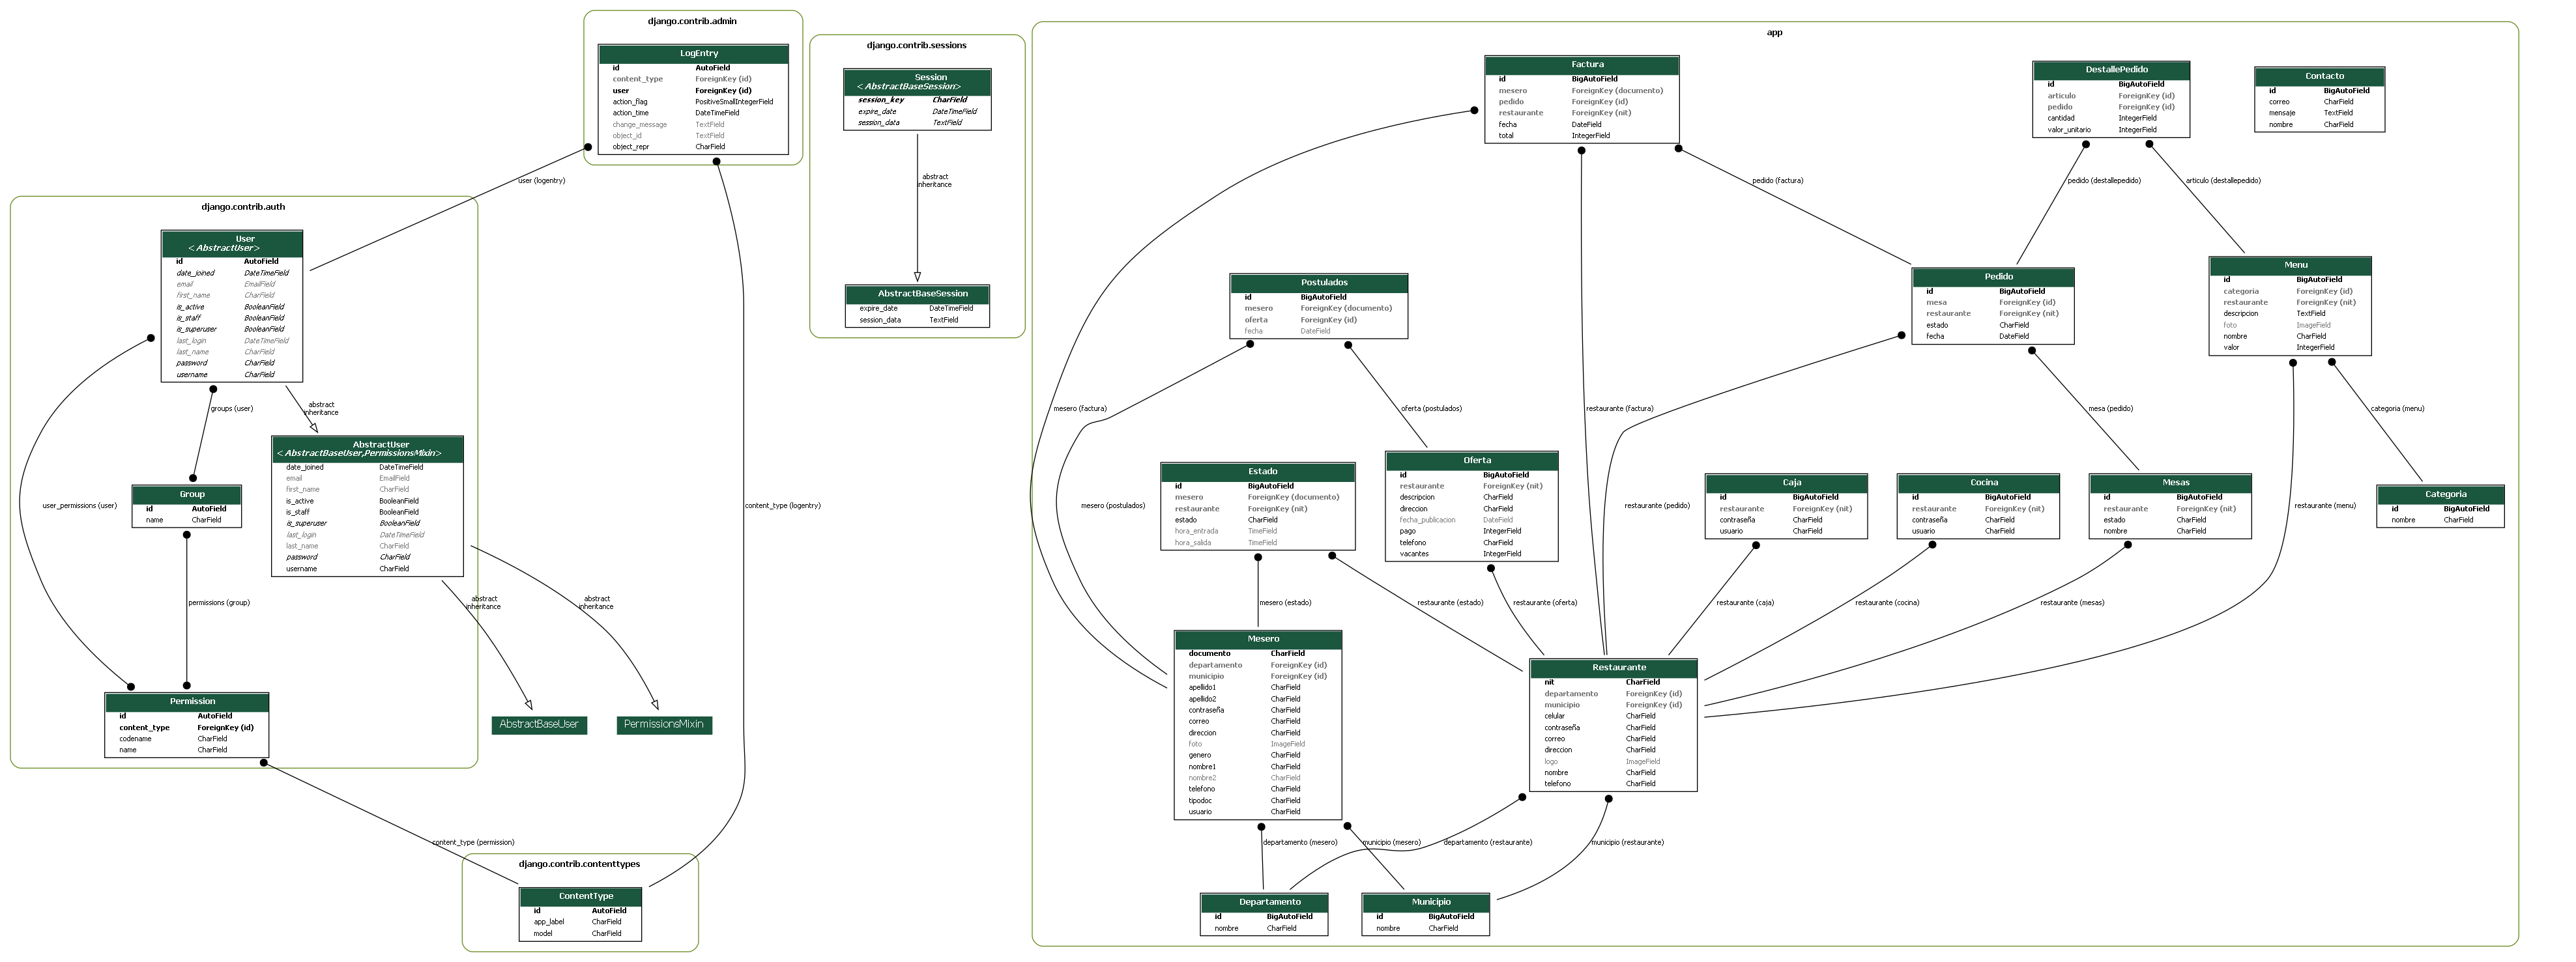 django.contrib.admin
LogEntry
id AutoField
content_type ForeignKey (id)
user ForeignKey (id)
action_flag PositiveSmallIntegerField
action_time DateTimeField
change_message TextField
object_id TextField
object_repr CharField
user (logentry)
content_type (logentry)
django.contrib.sessions
Session
<AbstractBaseSession>
session_key CharField
expire_date DateTimeField
session_data TextField
abstract
inheritance
AbstractBaseSession
expire_date DateTimeField
session_data TextField
django.contrib.auth
User
<AbstractUser>
id AutoField
date_joined DateTimeField
email EmailField
first_name CharField
is_active BooleanField
is_staff BooleanField
is_superuser BooleanField
last_login DateTimeField
last_name CharField
password CharField
username CharField
groups (user)
abstract
inheritance
user_permissions (user)
AbstractUser
<AbstractBaseUser,PermissionsMixin>
date_joined DateTimeField
email EmailField
first_name CharField
is_active BooleanField
is_staff BooleanField
is_superuser BooleanField
last_login DateTimeField
last_name CharField
password CharField
username CharField
Group
id AutoField
name CharField
permissions (group)
abstract
inheritance
abstract
inheritance
Permission
id AutoField
content_type ForeignKey (id)
codename CharField
name CharField
AbstractBaseUser
PermissionsMixin
content_type (permission)
django.contrib.contenttypes
ContentType
id AutoField
app_label CharField
model CharField
app
Factura
id BigAutoField
mesero ForeignKey (documento)
pedido ForeignKey (id)
restaurante ForeignKey (nit)
fecha DateField
total IntegerField
DestallePedido
id BigAutoField
articulo ForeignKey (id)
pedido ForeignKey (id)
cantidad IntegerField
valor_unitario IntegerField
Contacto
id BigAutoField
correo CharField
mensaje TextField
nombre CharField
pedido (factura)
pedido (destallepedido)
articulo (destallepedido)
Postulados
id BigAutoField
mesero ForeignKey (documento)
oferta ForeignKey (id)
fecha DateField
Pedido
id BigAutoField
mesa ForeignKey (id)
restaurante ForeignKey (nit)
estado CharField
fecha DateField
Menu
id BigAutoField
categoria ForeignKey (id)
restaurante ForeignKey (nit)
descripcion TextField
foto ImageField
nombre CharField
valor IntegerField
mesero (factura)
oferta (postulados)
restaurante (factura)
mesa (pedido)
categoria (menu)
Estado
id BigAutoField
mesero ForeignKey (documento)
restaurante ForeignKey (nit)
estado CharField
hora_entrada TimeField
hora_salida TimeField
Oferta
id BigAutoField
restaurante ForeignKey (nit)
descripcion CharField
direccion CharField
fecha_publicacion DateField
pago IntegerField
telefono CharField
vacantes IntegerField
Caja
id BigAutoField
restaurante ForeignKey (nit)
contraseña CharField
usuario CharField
Cocina
id BigAutoField
restaurante ForeignKey (nit)
contraseña CharField
usuario CharField
Mesas
id BigAutoField
restaurante ForeignKey (nit)
estado CharField
nombre CharField
Categoria
id BigAutoField
nombre CharField
mesero (postulados)
restaurante (pedido)
restaurante (menu)
mesero (estado)
restaurante (estado)
restaurante (oferta)
restaurante (caja)
restaurante (cocina)
restaurante (mesas)
Mesero
documento CharField
departamento ForeignKey (id)
municipio ForeignKey (id)
apellido1 CharField
apellido2 CharField
contraseña CharField
correo CharField
direccion CharField
foto ImageField
genero CharField
nombre1 CharField
nombre2 CharField
telefono CharField
tipodoc CharField
usuario CharField
Restaurante
nit CharField
departamento ForeignKey (id)
municipio ForeignKey (id)
celular CharField
contraseña CharField
correo CharField
direccion CharField
logo ImageField
nombre CharField
telefono CharField
departamento (mesero)
municipio (mesero)
departamento (restaurante)
municipio (restaurante)
Departamento
id BigAutoField
nombre CharField
Municipio
id BigAutoField
nombre CharField